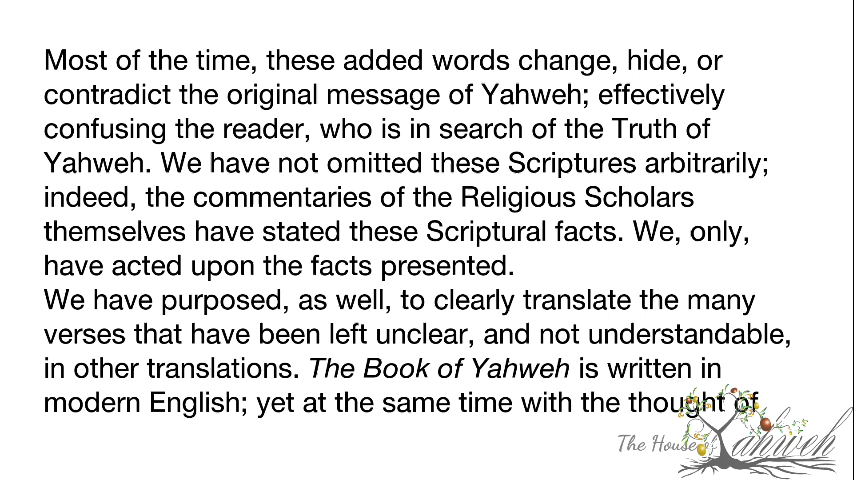 Most of the time, these added words change, hide, or
contradict the original message of Yahweh; effectively
confusing the reader, who is in search of the Truth of
Yahweh. We have not omitted these Scriptures arbitrarily;
indeed, the commentaries of the Religious Scholars
themselves have stated these Scriptural facts. We, only,
have acted upon the facts presented.
We have purposed, as well, to clearly translate the many
verses that have been left unclear, and not understandable,
in other translations. The Book of Yahweh is written in
modern English; yet at the same time with the thought of
The House of Yahweh